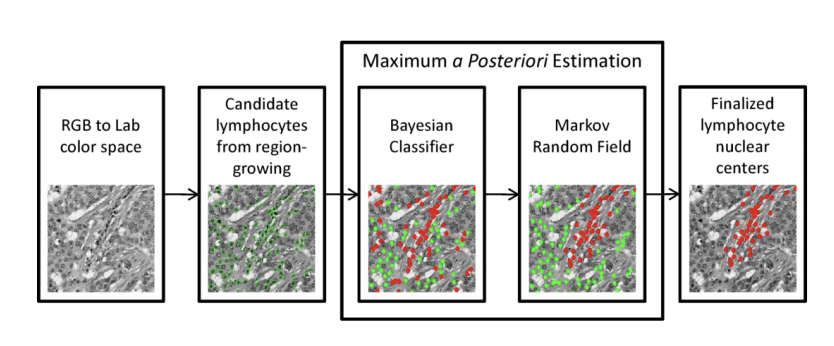 Maximum a Posteriori Estimation
RGB to Lab
color space
Candidate
lymphocytes
from region-
growing
Bayesian
Classifier
Markov
Random Field
Finalized
lymphocyte
nuclear
centers